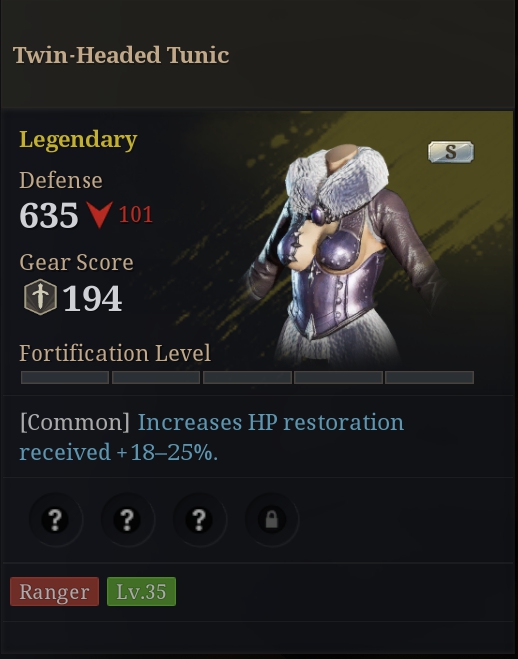 Twin-Headed Tunic
Legendary
S
Defense
635 101
Gear Score
194
Fortification Level
[Common] Increases HP restoration
received +18–25%.
? ? ?
Ranger Lv.35